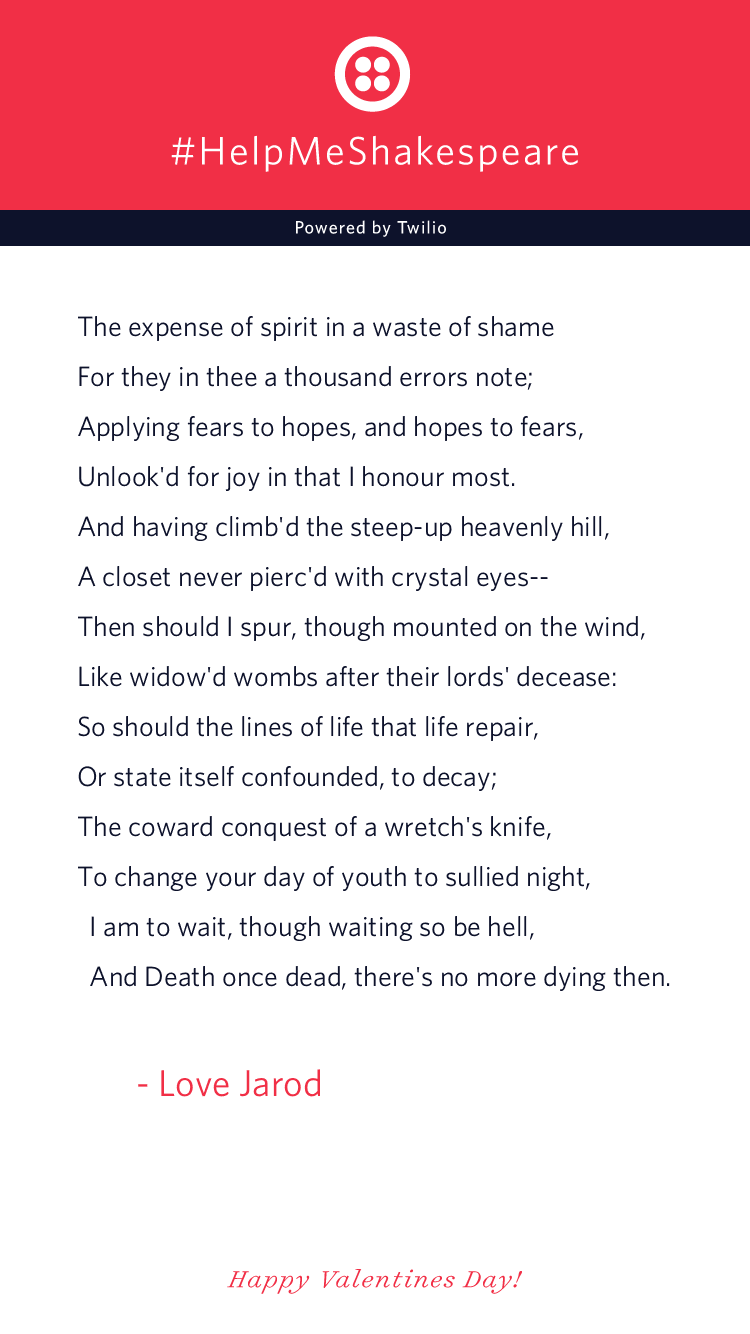 #HelpMeShakespeare
Powered by Twilio
The expense of spirit in a waste of shame
For they in thee a thousand errors note;
Applying fears to hopes, and hopes to fears,
Unlook'd for joy in that I honour most.
And having climb'd the steep-up heavenly hill,
A closet never pierc'd with crystal eyes--
Then should I spur, though mounted on the wind,
Like widow'd wombs after their lords' decease:
So should the lines of life that life repair,
Or state itself confounded, to decay;
The coward conquest of a wretch's knife,
To change your day of youth to sullied night,
I am to wait, though waiting so be hell,
And Death once dead, there's no more dying then.
- Love Jarod
Happy Valentines Day!